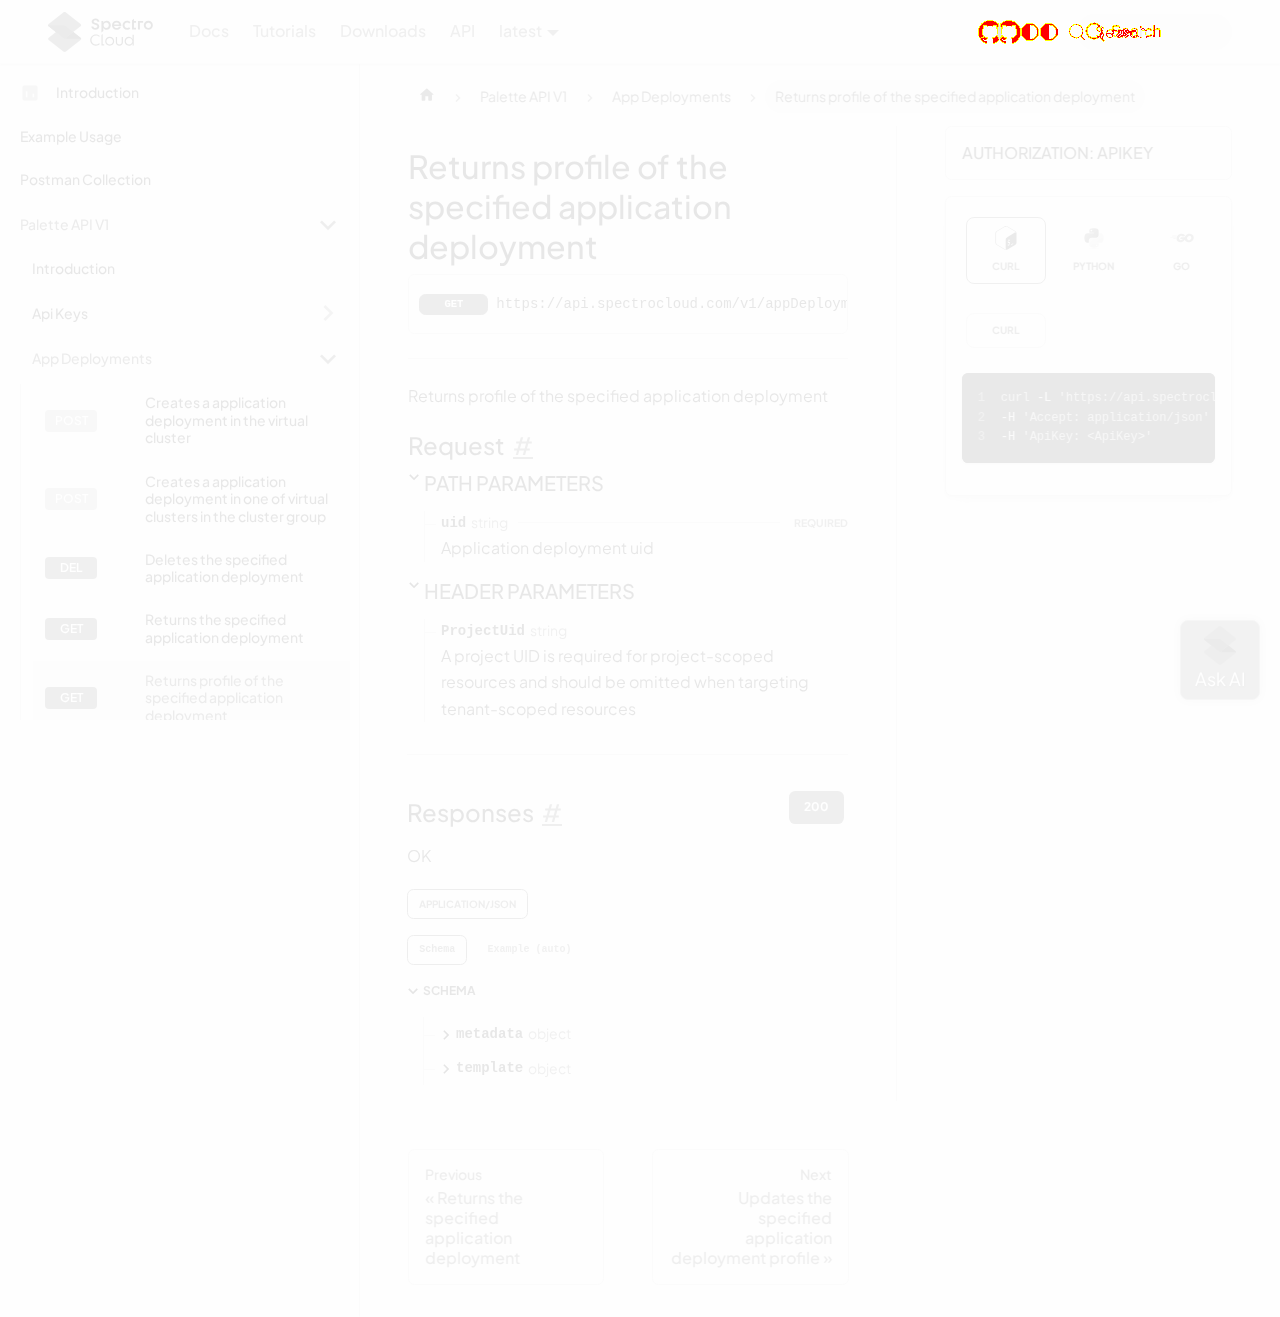 Spectro
Cloud
Docs
Tutorials
Downloads
API
latest
Introduction
Example Usage
Postman Collection
Palette API V1
Introduction
Api Keys
App Deployments
POST
Creates a application
deployment in the virtual
cluster
POST
Creates a application
deployment in one of virtual
clusters in the cluster group
DEL
Deletes the specified
application deployment
GET
Returns the specified
application deployment
GET
Returns profile of the
specified application
deployment
Palette API V1
App Deployments
Returns profile of the specified application deployment
Returns profile of the
specified application
deployment
GET https://api.spectrocloud.com/v1/appDeploym
Returns profile of the specified application deployment
Request #
PATH PARAMETERS
uid string REQUIRED
Application deployment uid
HEADER PARAMETERS
ProjectUid string
A project UID is required for project-scoped
resources and should be omitted when targeting
tenant-scoped resources
Responses #
200
OK
APPLICATION/JSON
Schema Example (auto)
SCHEMA
metadata object
template object
Previous
« Returns the
specified
application
deployment
Next
Updates the
specified
application
deployment profile »
AUTHORIZATION: APIKEY
CURL PYTHON GO
CURL
1 curl -L 'https://api.spectrocl
2 -H 'Accept: application/json'
3 -H 'ApiKey: <ApiKey>'
Ask AI